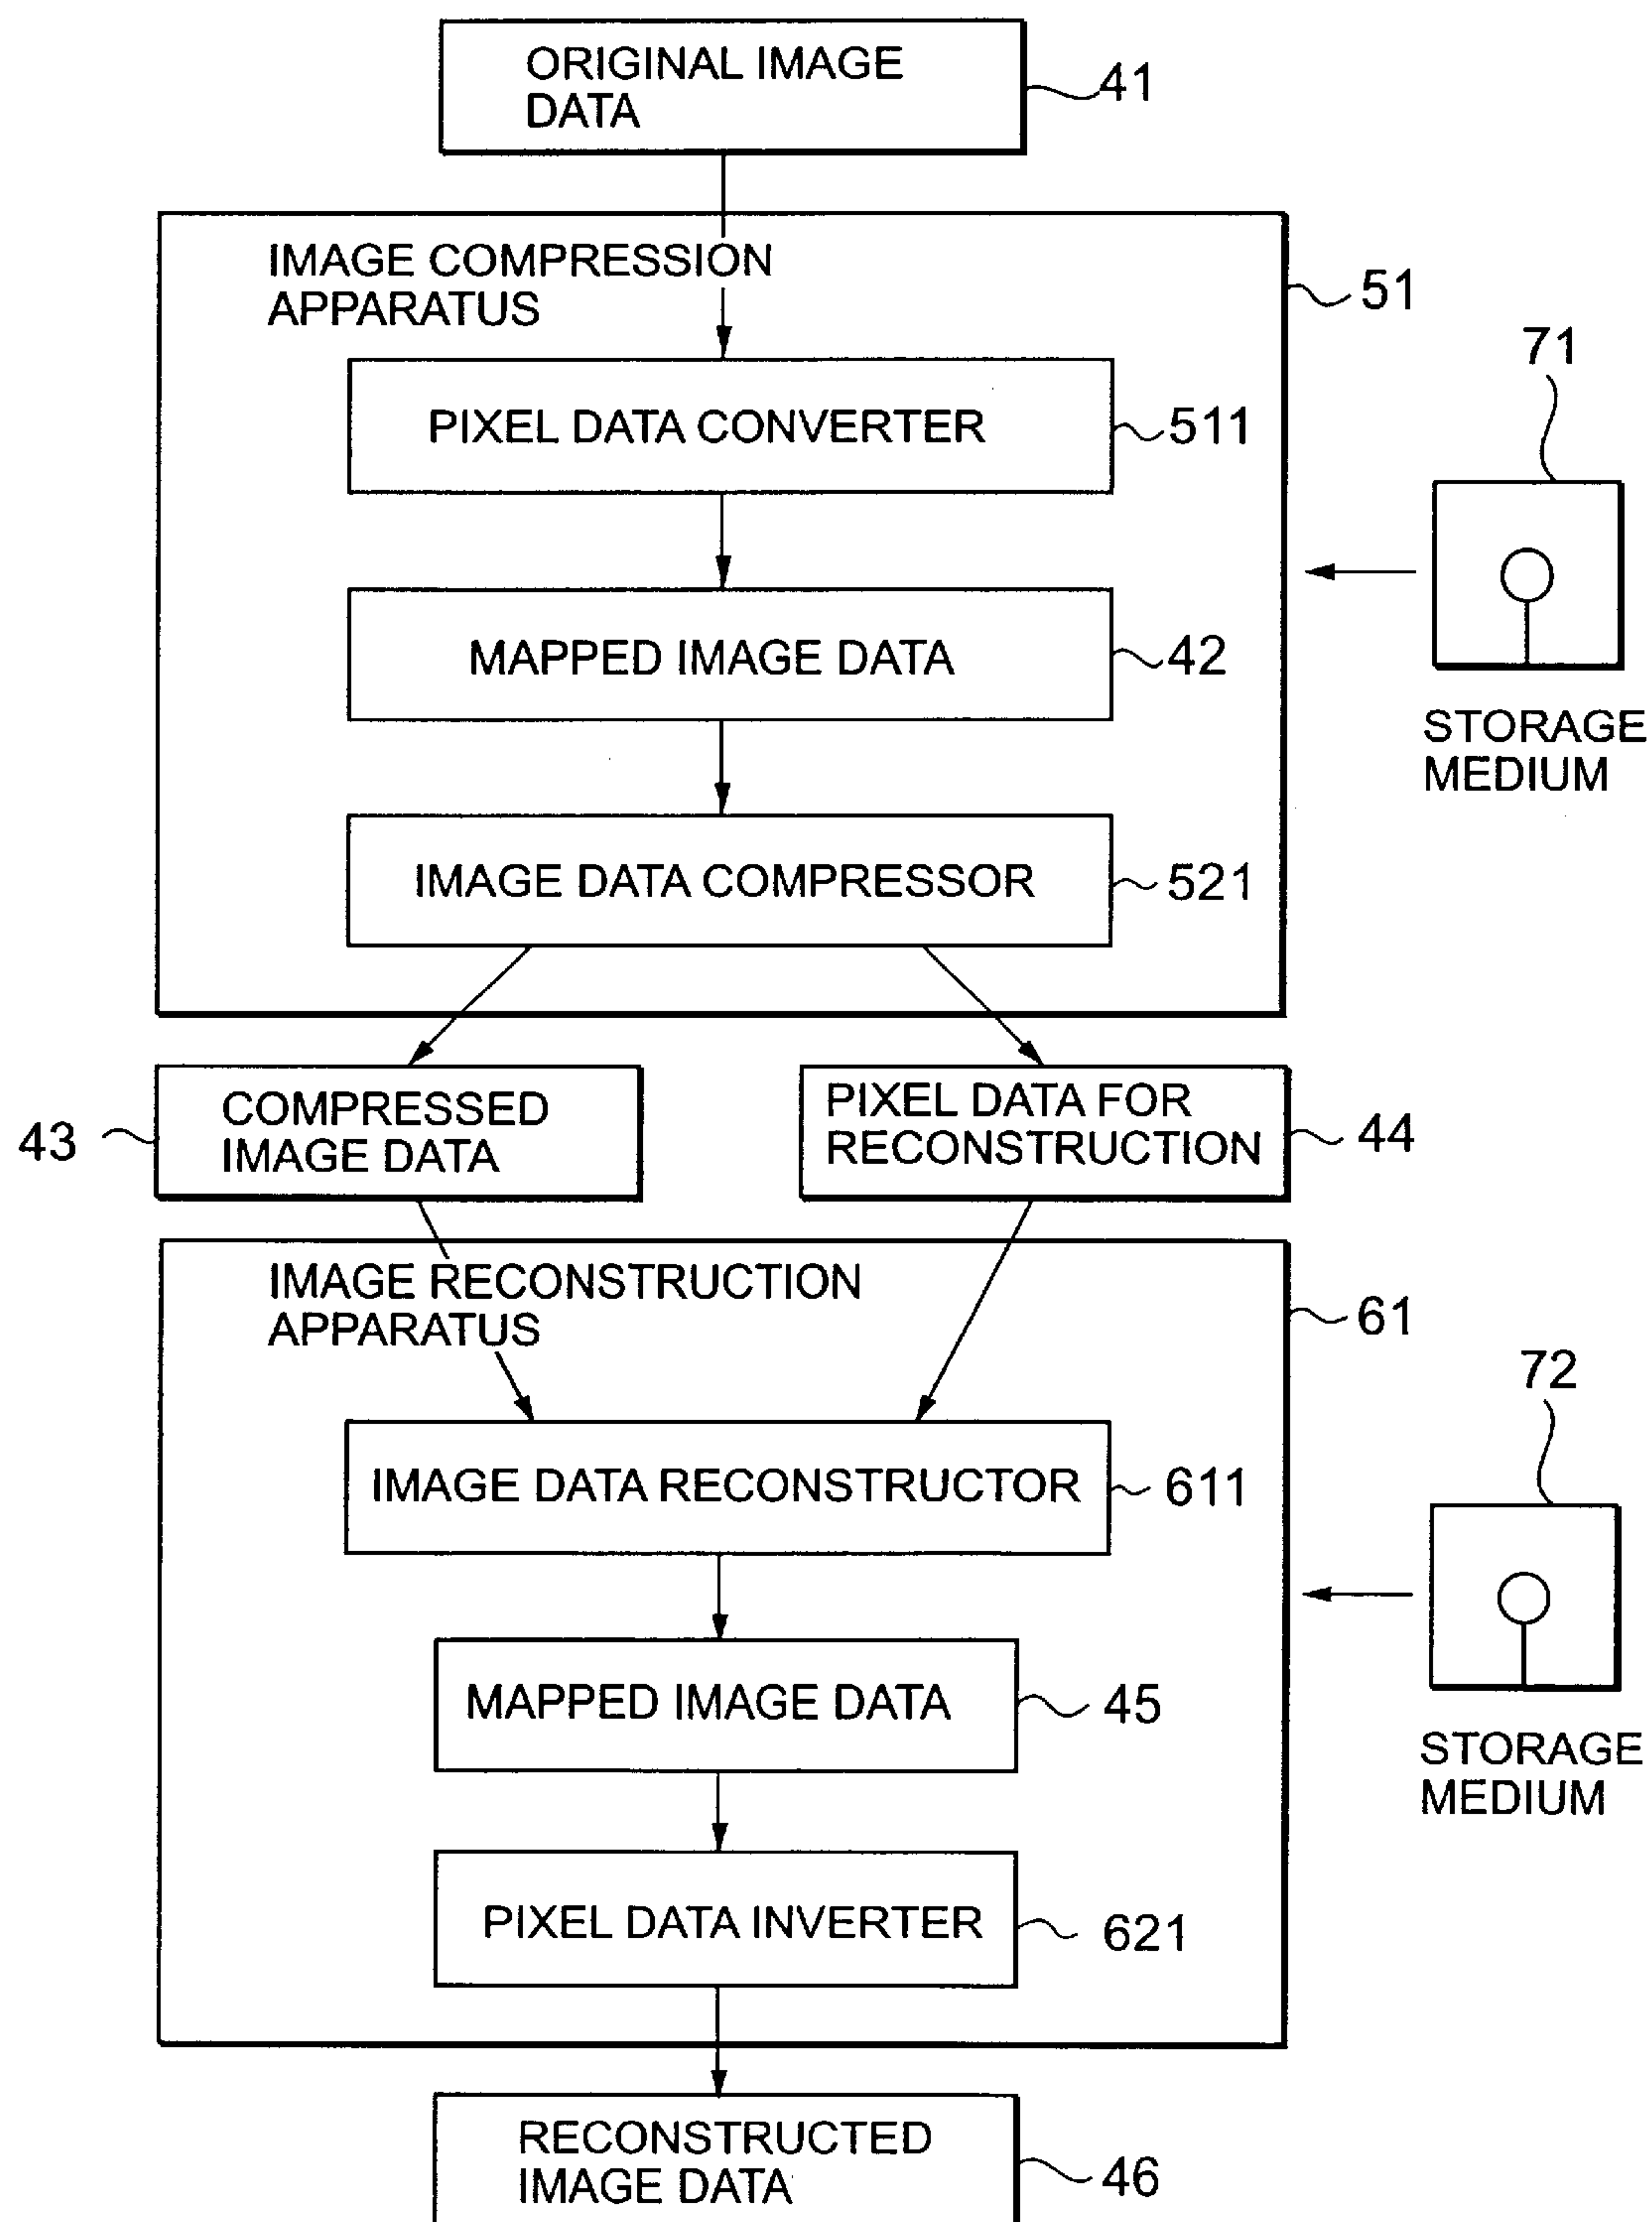 ORIGINAL IMAGE
DATA
41
IMAGE COMPRESSION
APPARATUS
51
PIXEL DATA CONVERTER
511
71
MAPPED IMAGE DATA
42
STORAGE
MEDIUM
IMAGE DATA COMPRESSOR
521
43
COMPRESSED
IMAGE DATA
PIXEL DATA FOR
RECONSTRUCTION
44
IMAGE RECONSTRUCTION
APPARATUS
61
72
IMAGE DATA RECONSTRUCTOR
611
MAPPED IMAGE DATA
45
STORAGE
MEDIUM
PIXEL DATA INVERTER
621
RECONSTRUCTED
IMAGE DATA
46